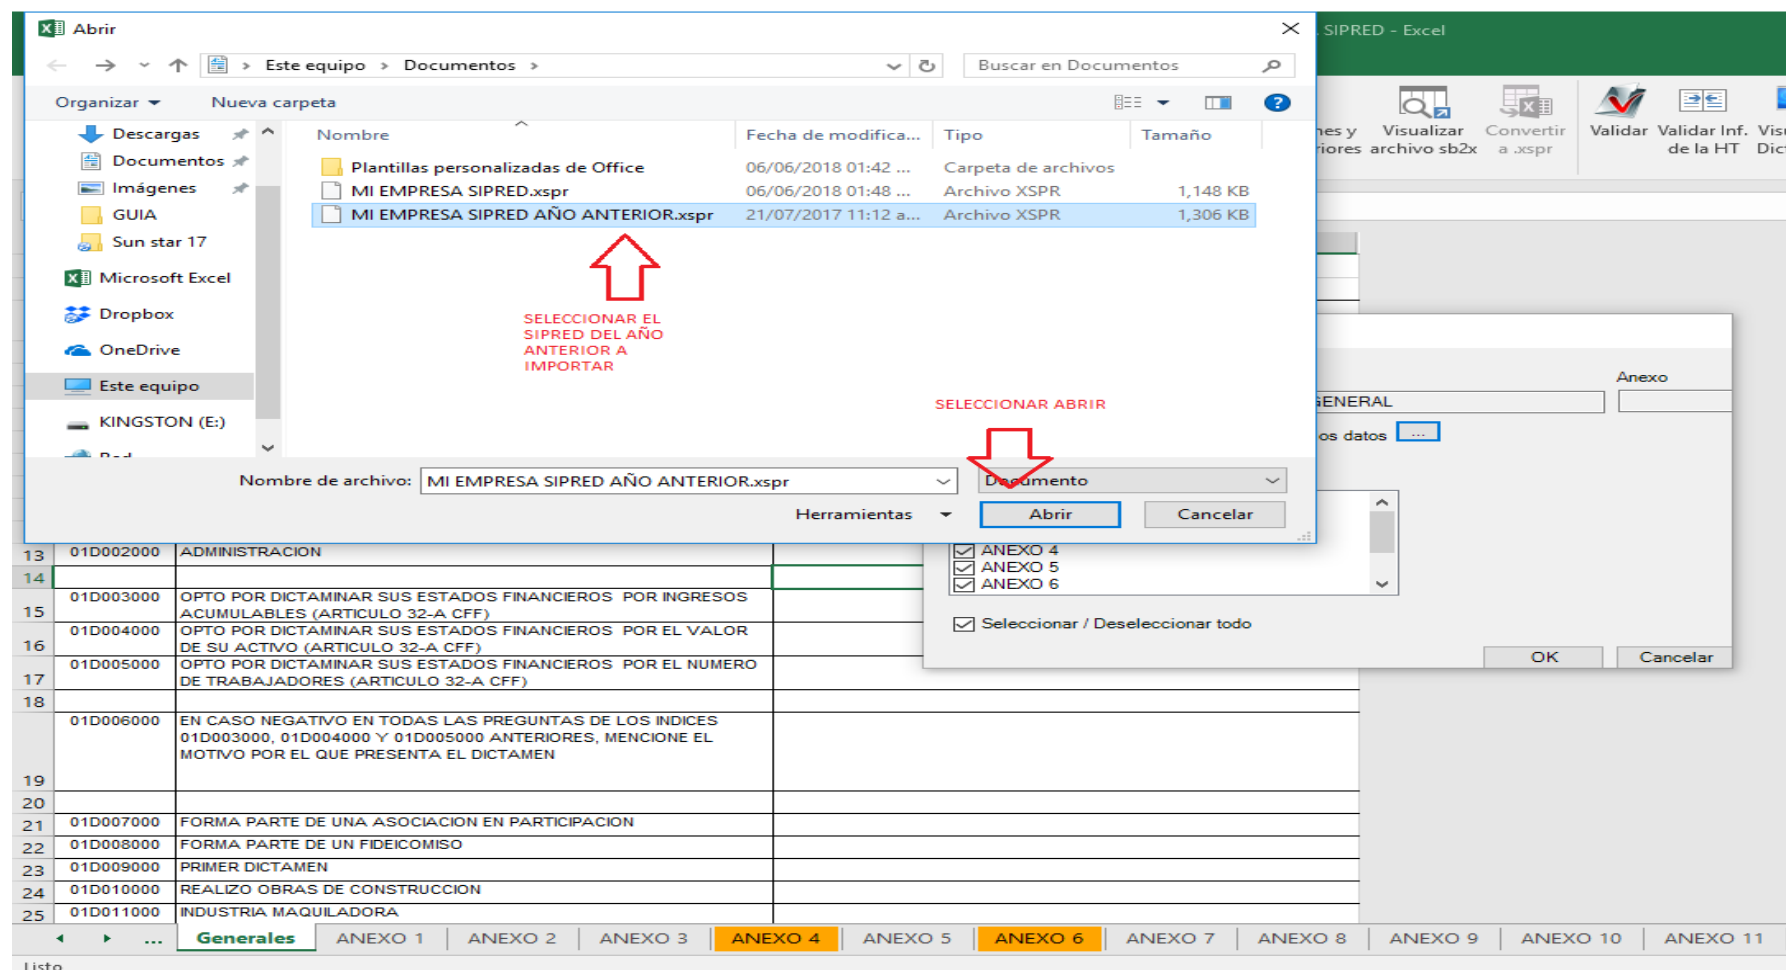 Abrir
SIPRED - Excel
Este equipo > Documentos >
Buscar en Documentos
Organizar
Nueva carpeta
Visualizar archivo sb2x
Convertir a .xspr
Validar
Validar Inf. de la HT
Nombre
Fecha de modifica...
Tipo
Tamaño
Descargas
Documentos
Imágenes
GUIA
Sun star 17
Microsoft Excel
Dropbox
OneDrive
Este equipo
KINGSTON (E:)
Plantillas personalizadas de Office 06/06/2018 01:42 ... Carpeta de archivos
MI EMPRESA SIPRED.xspr 06/06/2018 01:48 ... Archivo XSPR 1,148 KB
MI EMPRESA SIPRED AÑO ANTERIOR.xspr 21/07/2017 11:12 a... Archivo XSPR 1,306 KB
SELECCIONAR EL
SIPRED DEL AÑO
ANTERIOR A
IMPORTAR
SELECCIONAR ABRIR
Nombre de archivo: MI EMPRESA SIPRED AÑO ANTERIOR.xspr
Documento
Herramientas
Abrir
Cancelar
Anexo
GENERAL
os datos ...
ANEXO 4
ANEXO 5
ANEXO 6
Seleccionar / Deseleccionar todo
OK
Cancelar
13 01D002000 ADMINISTRACION
14
15 01D003000 OPTO POR DICTAMINAR SUS ESTADOS FINANCIEROS POR INGRESOS
ACUMULABLES (ARTICULO 32-A CFF)
16 01D004000 OPTO POR DICTAMINAR SUS ESTADOS FINANCIEROS POR EL VALOR
DE SU ACTIVO (ARTICULO 32-A CFF)
17 01D005000 OPTO POR DICTAMINAR SUS ESTADOS FINANCIEROS POR EL NUMERO
DE TRABAJADORES (ARTICULO 32-A CFF)
18
19 01D006000 EN CASO NEGATIVO EN TODAS LAS PREGUNTAS DE LOS INDICES
01D003000, 01D004000 Y 01D005000 ANTERIORES, MENCIONE EL
MOTIVO POR EL QUE PRESENTA EL DICTAMEN
20
21 01D007000 FORMA PARTE DE UNA ASOCIACION EN PARTICIPACION
22 01D008000 FORMA PARTE DE UN FIDEICOMISO
23 01D009000 PRIMER DICTAMEN
24 01D010000 REALIZO OBRAS DE CONSTRUCCION
25 01D011000 INDUSTRIA MAQUILADORA
... Generales ANEXO 1 ANEXO 2 ANEXO 3 ANEXO 4 ANEXO 5 ANEXO 6 ANEXO 7 ANEXO 8 ANEXO 9 ANEXO 10 ANEXO 11
Listo